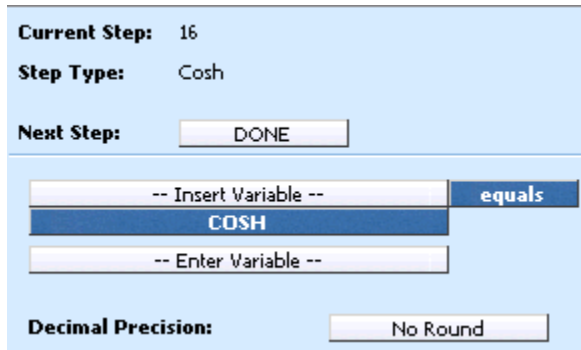 Current Step: 16
Step Type: Cosh
Next Step: DONE
-- Insert Variable -- equals
COSH
-- Enter Variable --
Decimal Precision: No Round